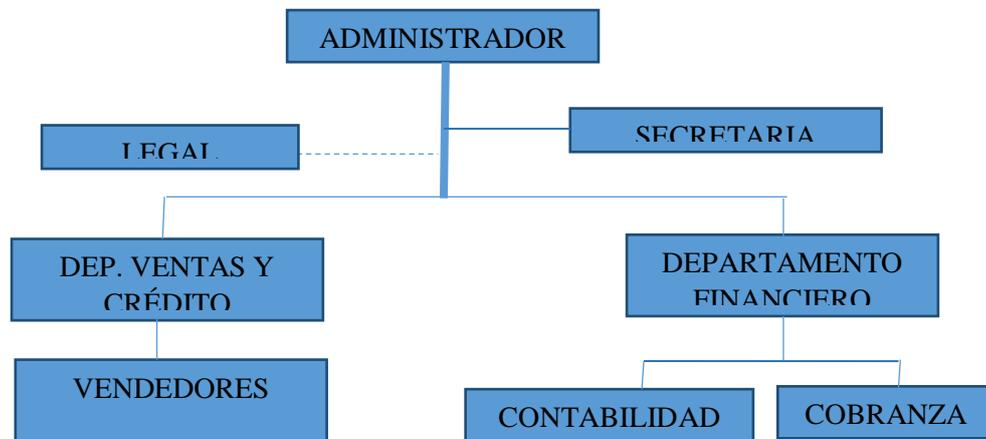 ADMINISTRADOR
LEGAL
SECRETARIA
DEP. VENTAS Y
CRÉDITO
DEPARTAMENTO
FINANCIERO
VENDEDORES
CONTABILIDAD
COBRANZA